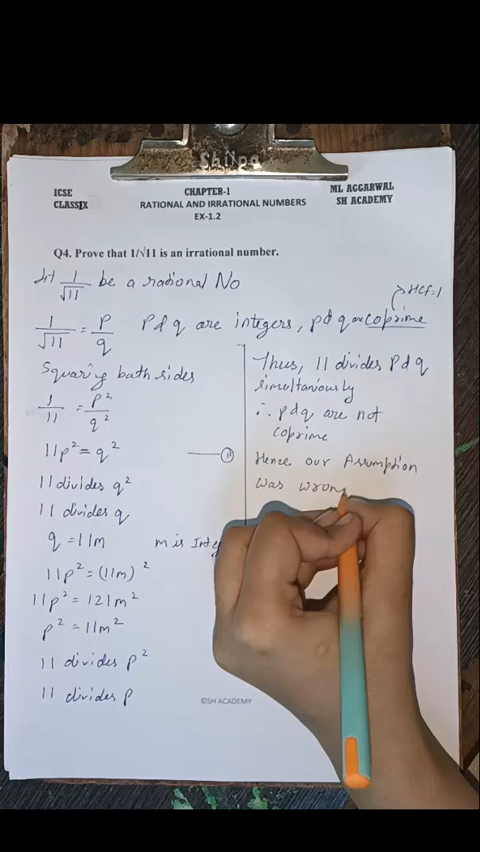 Shilpa
ICSE
CLASS IX
CHAPTER-1
RATIONAL AND IRRATIONAL NUMBERS
EX-1.2
ML AGGARWAL
SH ACADEMY
Q4. Prove that 1/√11 is an irrational number.
let 1/√11 be a rational No
1/√11 = p/q P & q are integers, p & q are coprime
→ HCF=1
Squaring both sides
1/11 = p²/q²
11p² = q² —(i)
11 divides q²
11 divides q
q = 11m m is Integ
11p² = (11m)²
11p² = 121m²
p² = 11m²
11 divides p²
11 divides p
Thus, 11 divides P & q
simultaniously
∴ p & q are not
coprime
Hence our Assumption
was wron
©SH ACADEMY